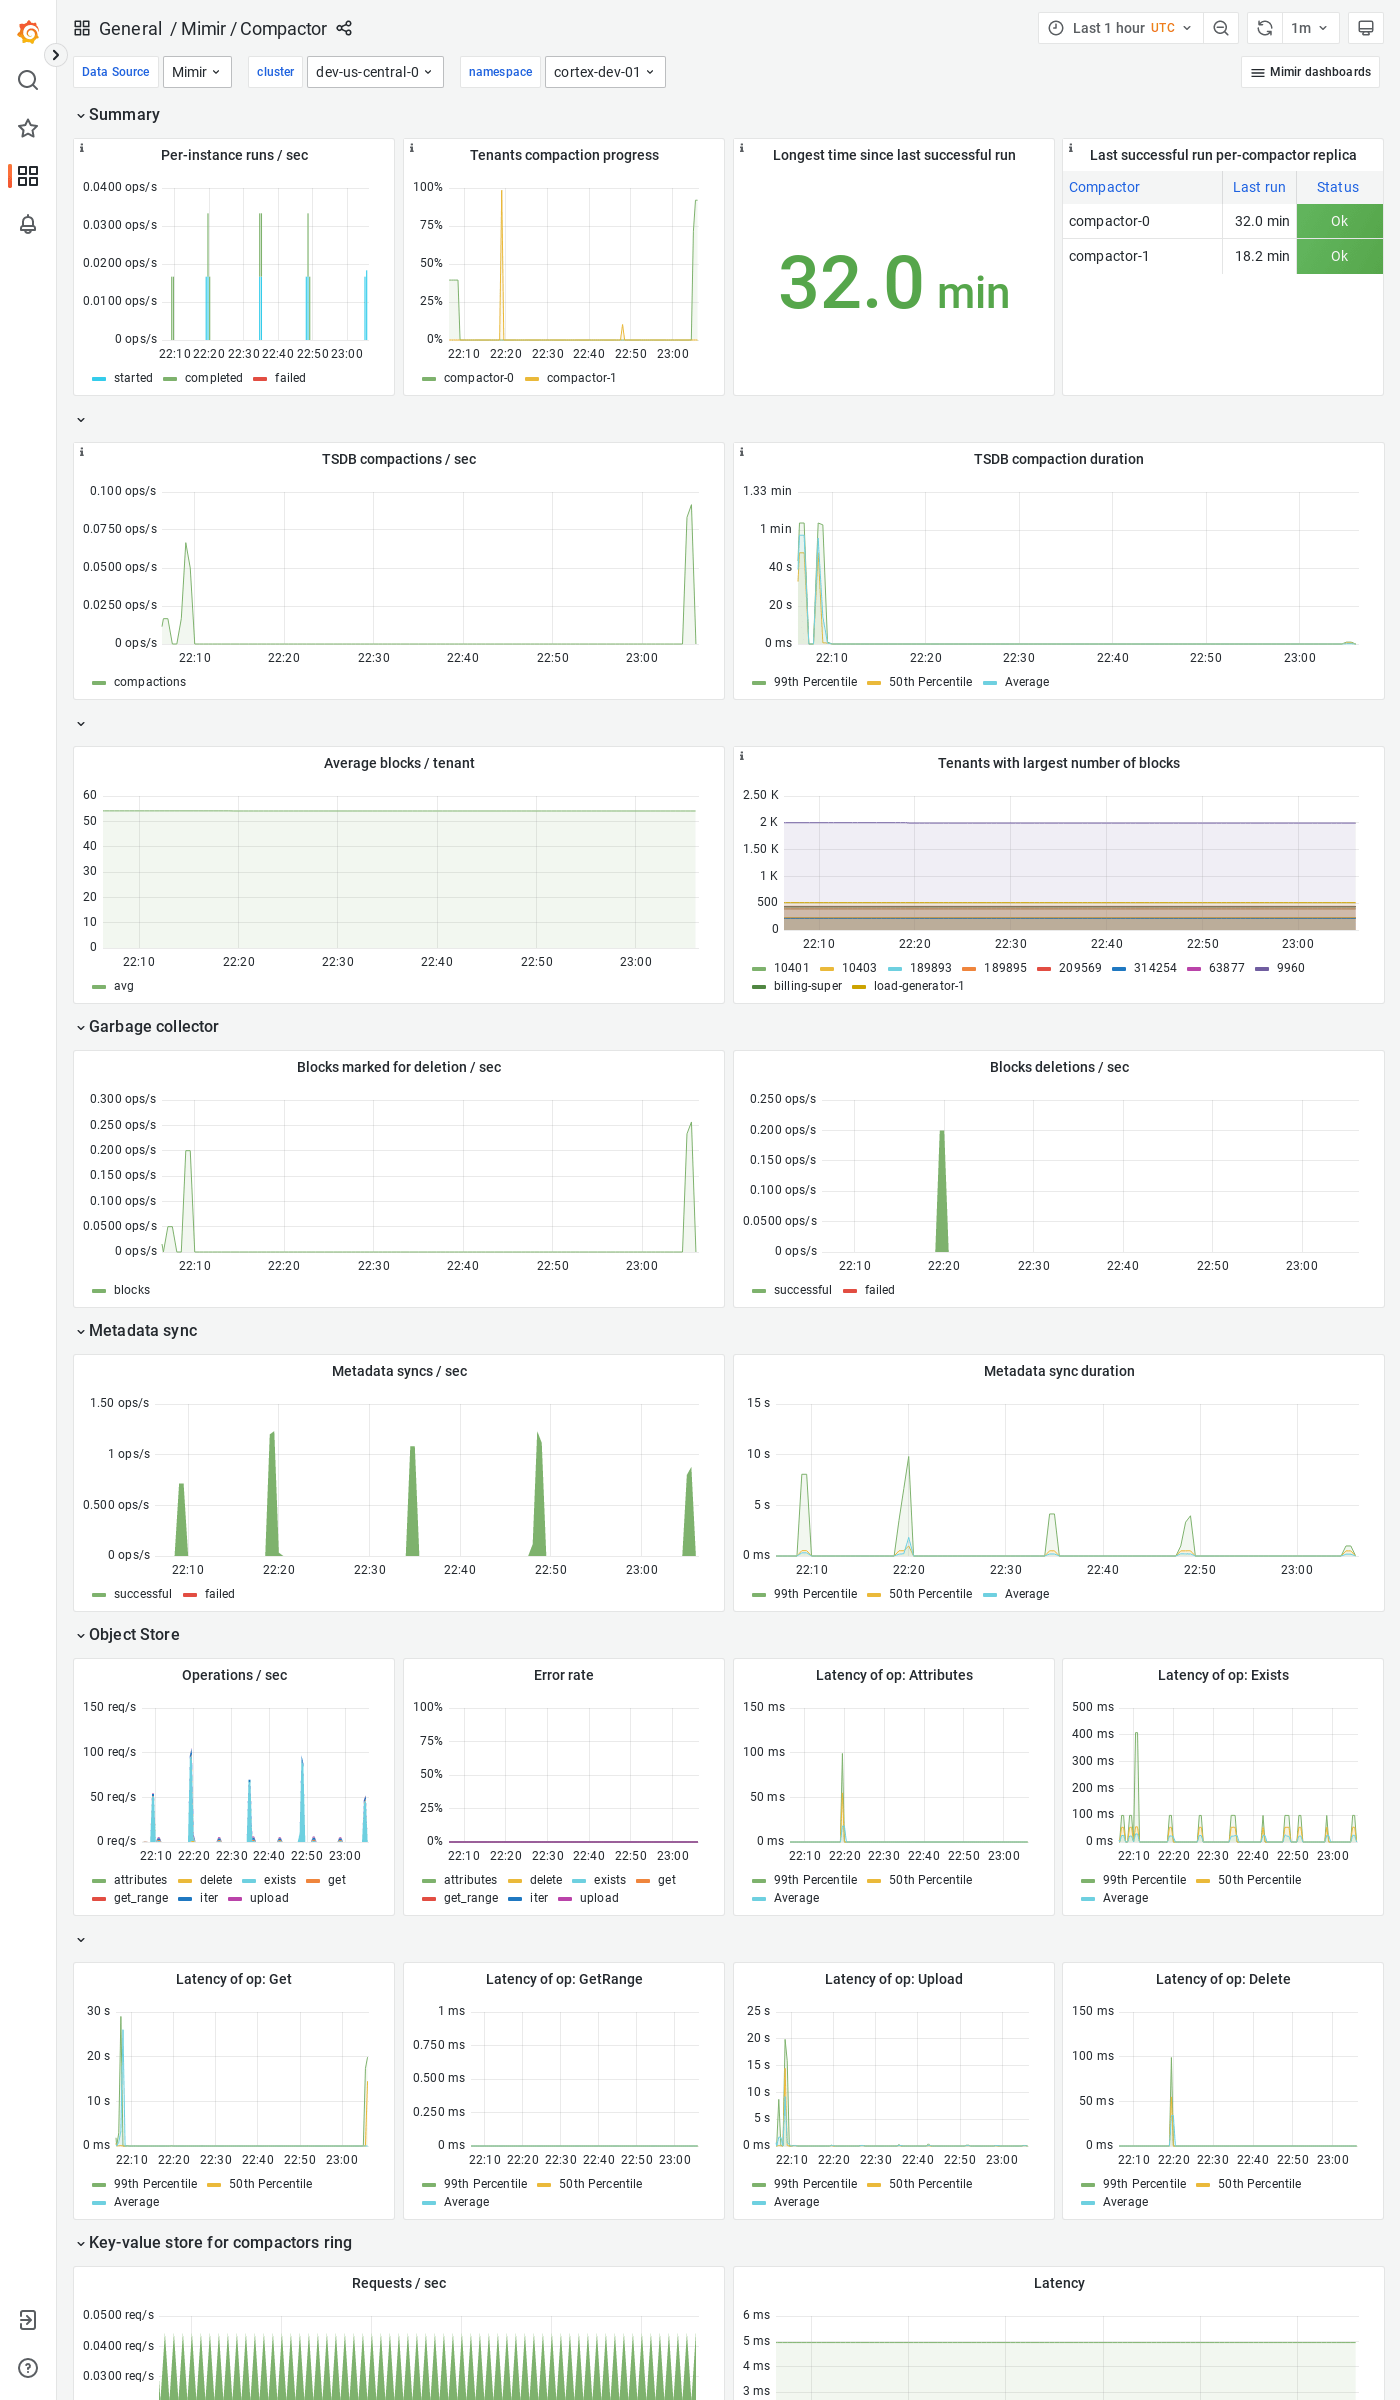 General / Mimir / Compactor
Last 1 hour UTC
1m
Data Source Mimir cluster dev-us-central-0 namespace cortex-dev-01
Mimir dashboards
Summary
Per-instance runs / sec
0.0400 ops/s
0.0300 ops/s
0.0200 ops/s
0.0100 ops/s
0 ops/s
22:10 22:20 22:30 22:40 22:50 23:00
started completed failed
Tenants compaction progress
100%
75%
50%
25%
0%
22:10 22:20 22:30 22:40 22:50 23:00
compactor-0 compactor-1
Longest time since last successful run
32.0 min
Last successful run per-compactor replica
Compactor Last run Status
compactor-0 32.0 min Ok
compactor-1 18.2 min Ok
TSDB compactions / sec
0.100 ops/s
0.0750 ops/s
0.0500 ops/s
0.0250 ops/s
0 ops/s
22:10 22:20 22:30 22:40 22:50 23:00
compactions
TSDB compaction duration
1.33 min
1 min
40 s
20 s
0 ms
22:10 22:20 22:30 22:40 22:50 23:00
99th Percentile 50th Percentile Average
Average blocks / tenant
60
50
40
30
20
10
0
22:10 22:20 22:30 22:40 22:50 23:00
avg
Tenants with largest number of blocks
2.50 K
2 K
1.50 K
1 K
500
0
22:10 22:20 22:30 22:40 22:50 23:00
10401 10403 189893 189895 209569 314254 63877 9960
billing-super load-generator-1
Garbage collector
Blocks marked for deletion / sec
0.300 ops/s
0.250 ops/s
0.200 ops/s
0.150 ops/s
0.100 ops/s
0.0500 ops/s
0 ops/s
22:10 22:20 22:30 22:40 22:50 23:00
blocks
Blocks deletions / sec
0.250 ops/s
0.200 ops/s
0.150 ops/s
0.100 ops/s
0.0500 ops/s
0 ops/s
22:10 22:20 22:30 22:40 22:50 23:00
successful failed
Metadata sync
Metadata syncs / sec
1.50 ops/s
1 ops/s
0.500 ops/s
0 ops/s
22:10 22:20 22:30 22:40 22:50 23:00
successful failed
Metadata sync duration
15 s
10 s
5 s
0 ms
22:10 22:20 22:30 22:40 22:50 23:00
99th Percentile 50th Percentile Average
Object Store
Operations / sec
150 req/s
100 req/s
50 req/s
0 req/s
22:10 22:20 22:30 22:40 22:50 23:00
attributes delete exists get
get_range iter upload
Error rate
100%
75%
50%
25%
0%
22:10 22:20 22:30 22:40 22:50 23:00
attributes delete exists get
get_range iter upload
Latency of op: Attributes
150 ms
100 ms
50 ms
0 ms
22:10 22:20 22:30 22:40 22:50 23:00
99th Percentile 50th Percentile
Average
Latency of op: Exists
500 ms
400 ms
300 ms
200 ms
100 ms
0 ms
22:10 22:20 22:30 22:40 22:50 23:00
99th Percentile 50th Percentile
Average
Latency of op: Get
30 s
20 s
10 s
0 ms
22:10 22:20 22:30 22:40 22:50 23:00
99th Percentile 50th Percentile
Average
Latency of op: GetRange
1 ms
0.750 ms
0.500 ms
0.250 ms
0 ms
22:10 22:20 22:30 22:40 22:50 23:00
99th Percentile 50th Percentile
Average
Latency of op: Upload
25 s
20 s
15 s
10 s
5 s
0 ms
22:10 22:20 22:30 22:40 22:50 23:00
99th Percentile 50th Percentile
Average
Latency of op: Delete
150 ms
100 ms
50 ms
0 ms
22:10 22:20 22:30 22:40 22:50 23:00
99th Percentile 50th Percentile
Average
Key-value store for compactors ring
Requests / sec
0.0500 req/s
0.0400 req/s
0.0300 req/s
Latency
6 ms
5 ms
4 ms
3 ms